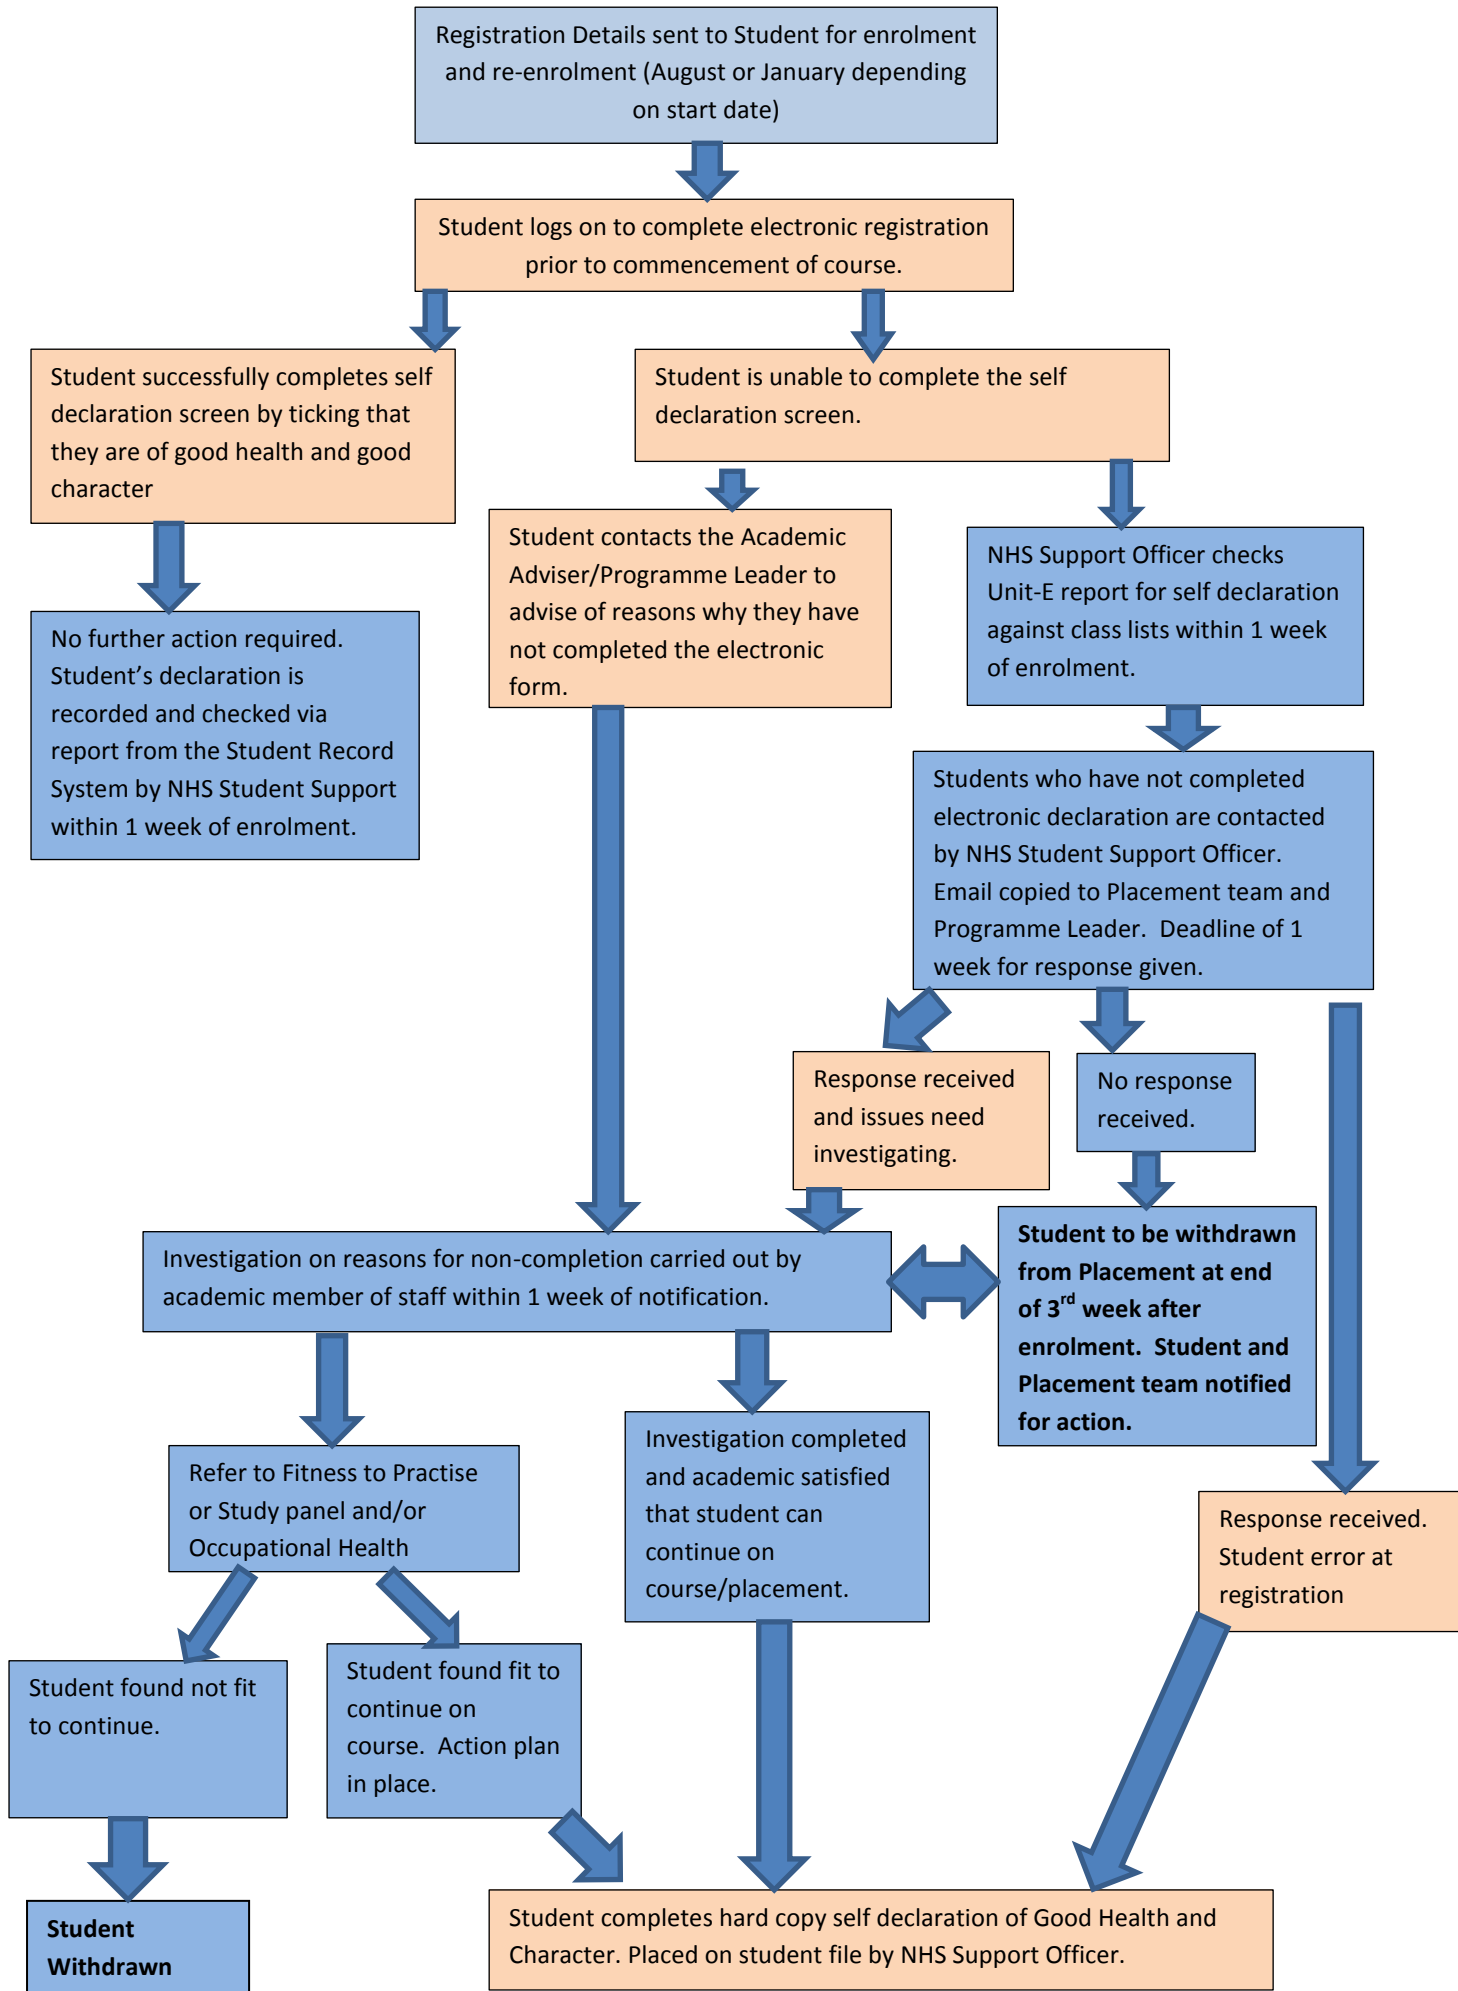 Registration Details sent to Student for enrolment
and re-enrolment (August or January depending
on start date)
Student logs on to complete electronic registration
prior to commencement of course.
Student successfully completes self
declaration screen by ticking that
they are of good health and good
character
Student is unable to complete the self
declaration screen.
No further action required.
Student’s declaration is
recorded and checked via
report from the Student Record
System by NHS Student Support
within 1 week of enrolment.
Student contacts the Academic
Adviser/Programme Leader to
advise of reasons why they have
not completed the electronic
form.
NHS Support Officer checks
Unit-E report for self declaration
against class lists within 1 week
of enrolment.
Students who have not completed
electronic declaration are contacted
by NHS Student Support Officer.
Email copied to Placement team and
Programme Leader.  Deadline of 1
week for response given.
Response received
and issues need
investigating.
No response
received.
Investigation on reasons for non-completion carried out by
academic member of staff within 1 week of notification.
Student to be withdrawn
from Placement at end
of 3rd week after
enrolment.  Student and
Placement team notified
for action.
Refer to Fitness to Practise
or Study panel and/or
Occupational Health
Investigation completed
and academic satisfied
that student can
continue on
course/placement.
Response received.
Student error at
registration
Student found not fit
to continue.
Student found fit to
continue on
course.  Action plan
in place.
Student
Withdrawn
Student completes hard copy self declaration of Good Health and
Character. Placed on student file by NHS Support Officer.